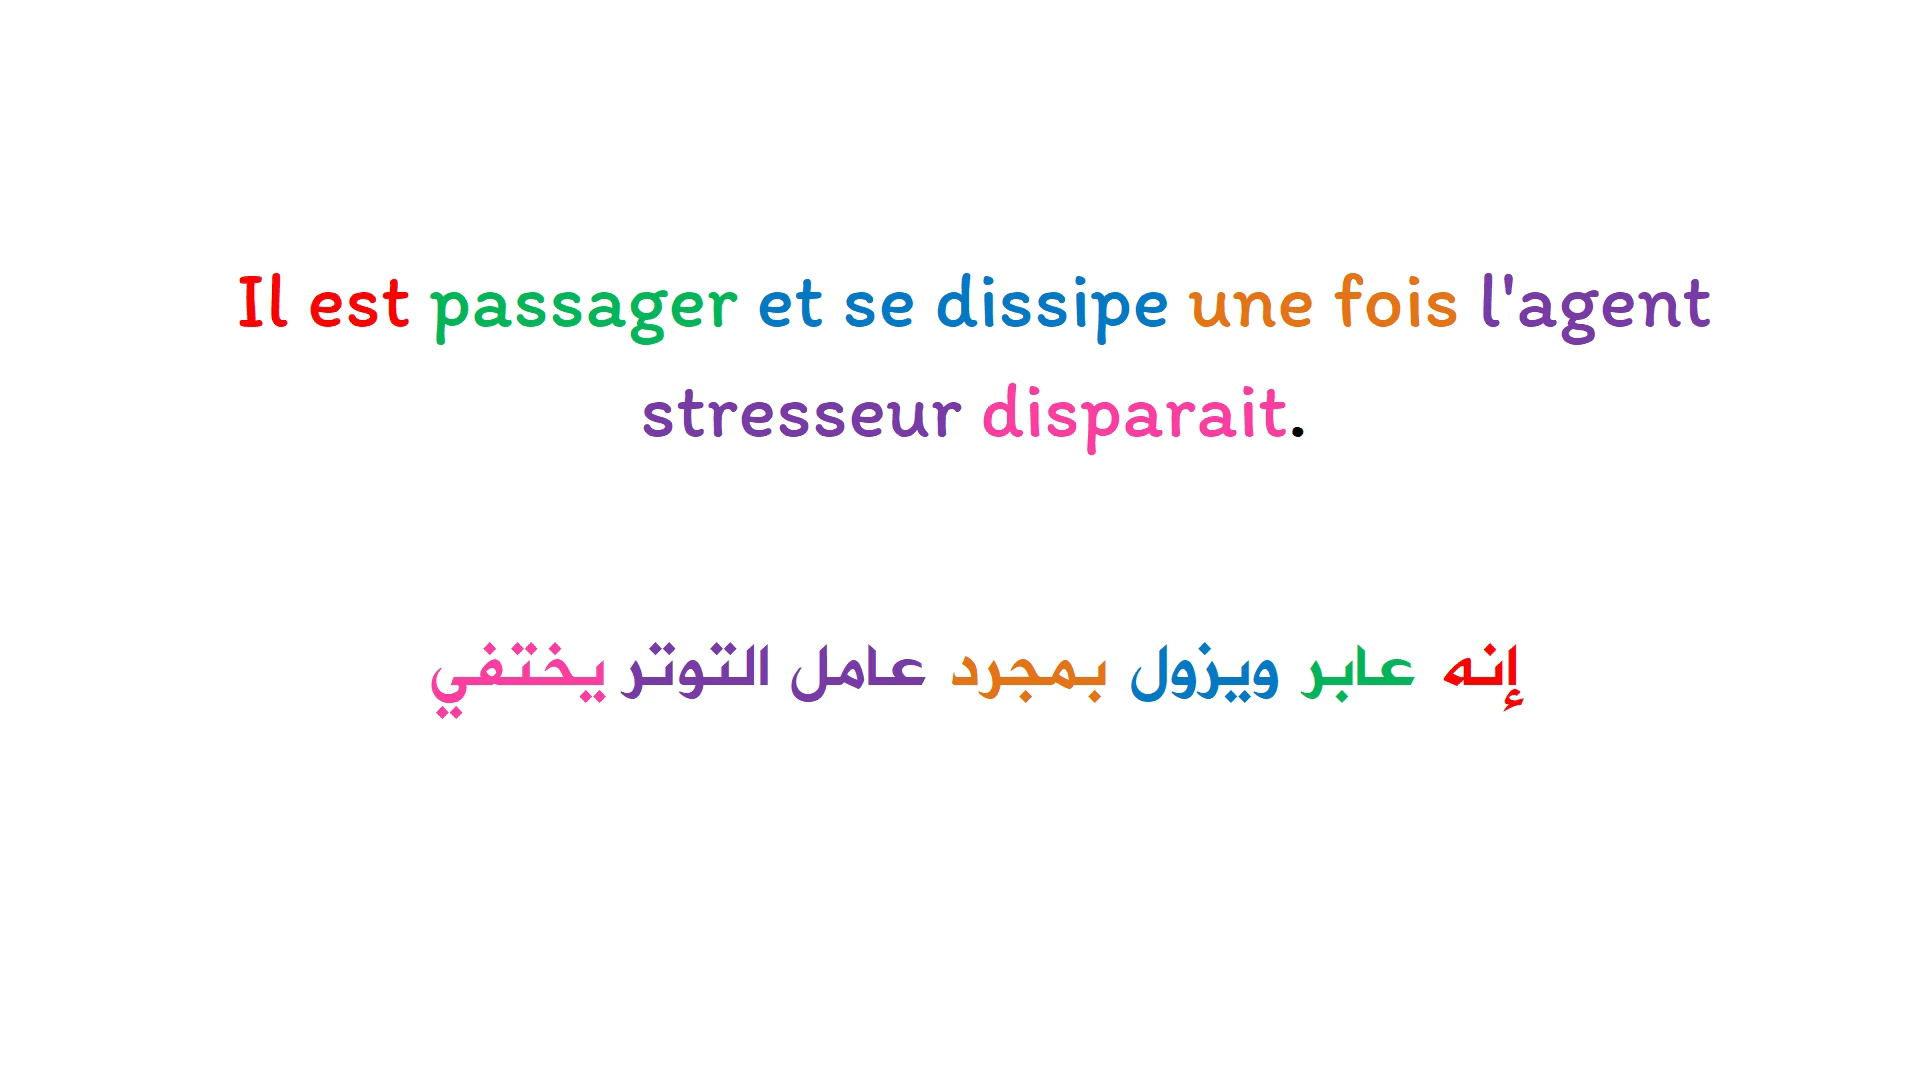 Il est passager et se dissipe une fois l'agent
stresseur disparait.
إنه عابر ويزول بمجرد عامل التوتر يختفي